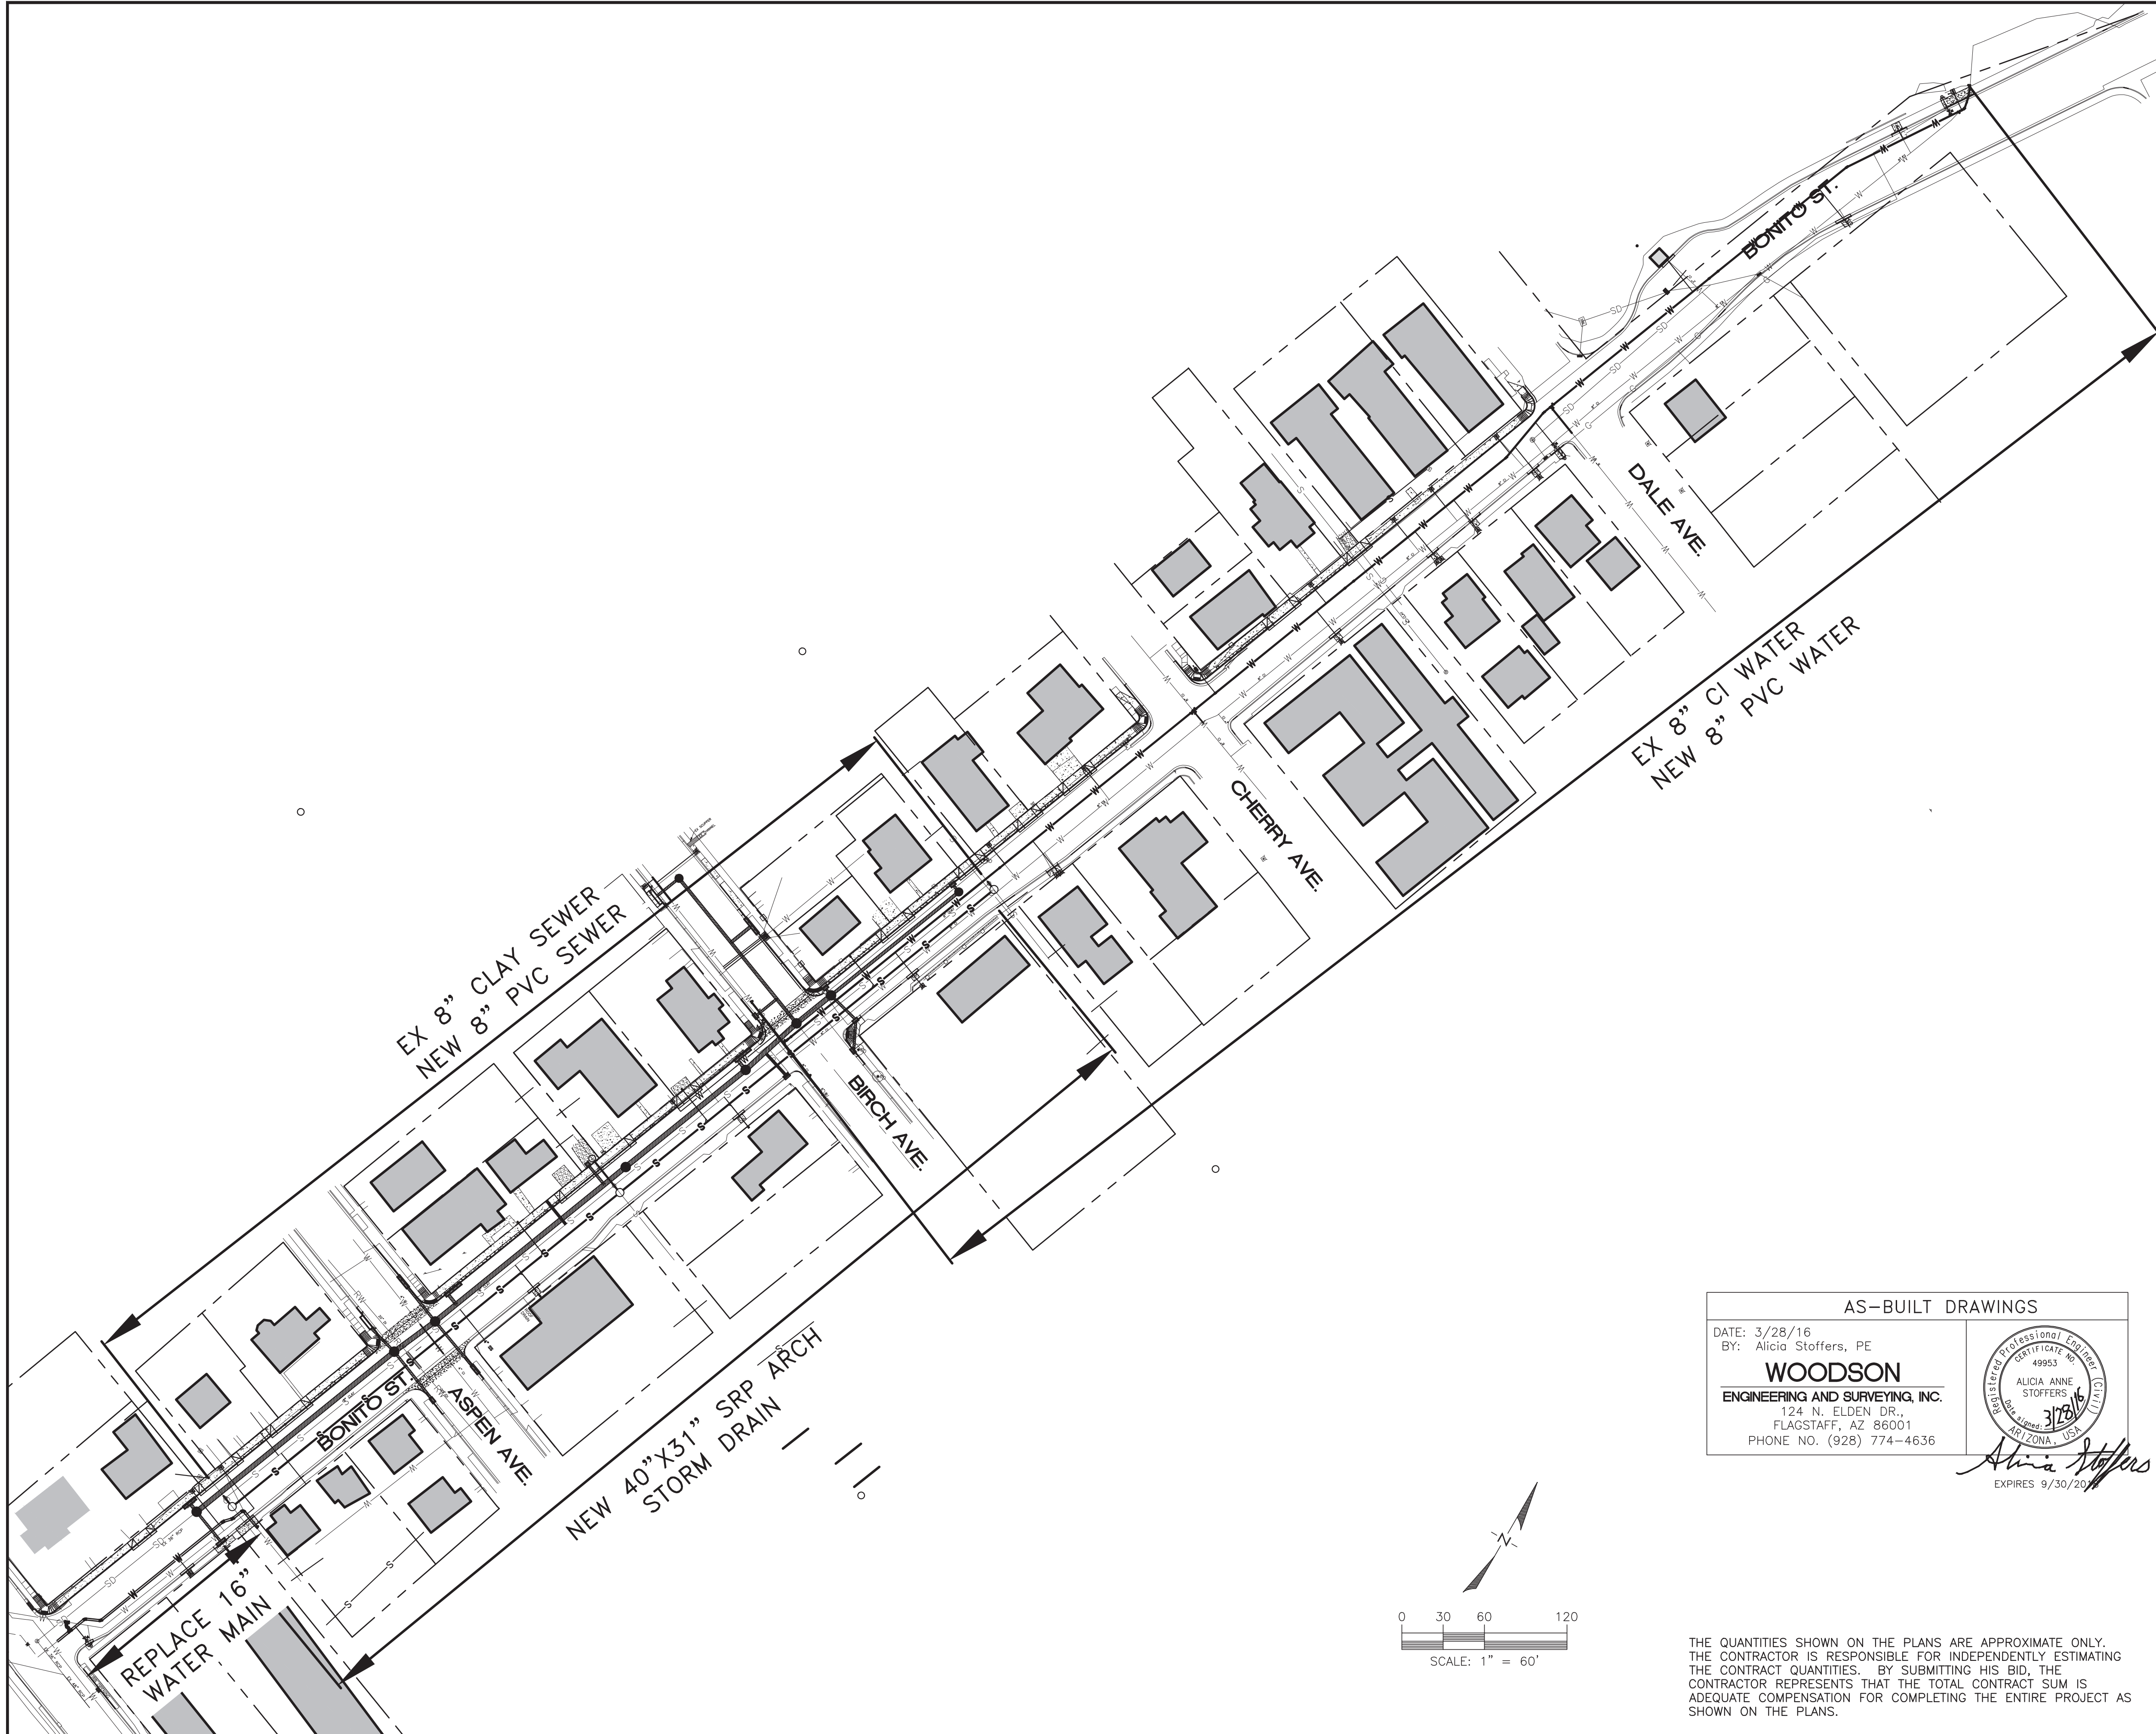 BONITO ST.
DALE AVE.
EX 8" CI WATER
NEW 8" PVC WATER
CHERRY AVE.
EX 8" CLAY SEWER
NEW 8" PVC SEWER
BIRCH AVE.
BONITO ST.
ASPEN AVE.
NEW 40"X31" SRP ARCH
STORM DRAIN
REPLACE 16"
WATER MAIN
AS-BUILT DRAWINGS
DATE: 3/28/16
BY: Alicia Stoffers, PE
WOODSON
ENGINEERING AND SURVEYING, INC.
124 N. ELDEN DR.,
FLAGSTAFF, AZ 86001
PHONE NO. (928) 774-4636
Registered Professional Engineer (Civil)
CERTIFICATE NO.
49953
ALICIA ANNE
STOFFERS
Date signed: 3/28/16
ARIZONA, USA
Alicia Stoffers
EXPIRES 9/30/
N
0 30 60 120
SCALE: 1" = 60'
THE QUANTITIES SHOWN ON THE PLANS ARE APPROXIMATE ONLY.
THE CONTRACTOR IS RESPONSIBLE FOR INDEPENDENTLY ESTIMATING
THE CONTRACT QUANTITIES. BY SUBMITTING HIS BID, THE
CONTRACTOR REPRESENTS THAT THE TOTAL CONTRACT SUM IS
ADEQUATE COMPENSATION FOR COMPLETING THE ENTIRE PROJECT AS
SHOWN ON THE PLANS.